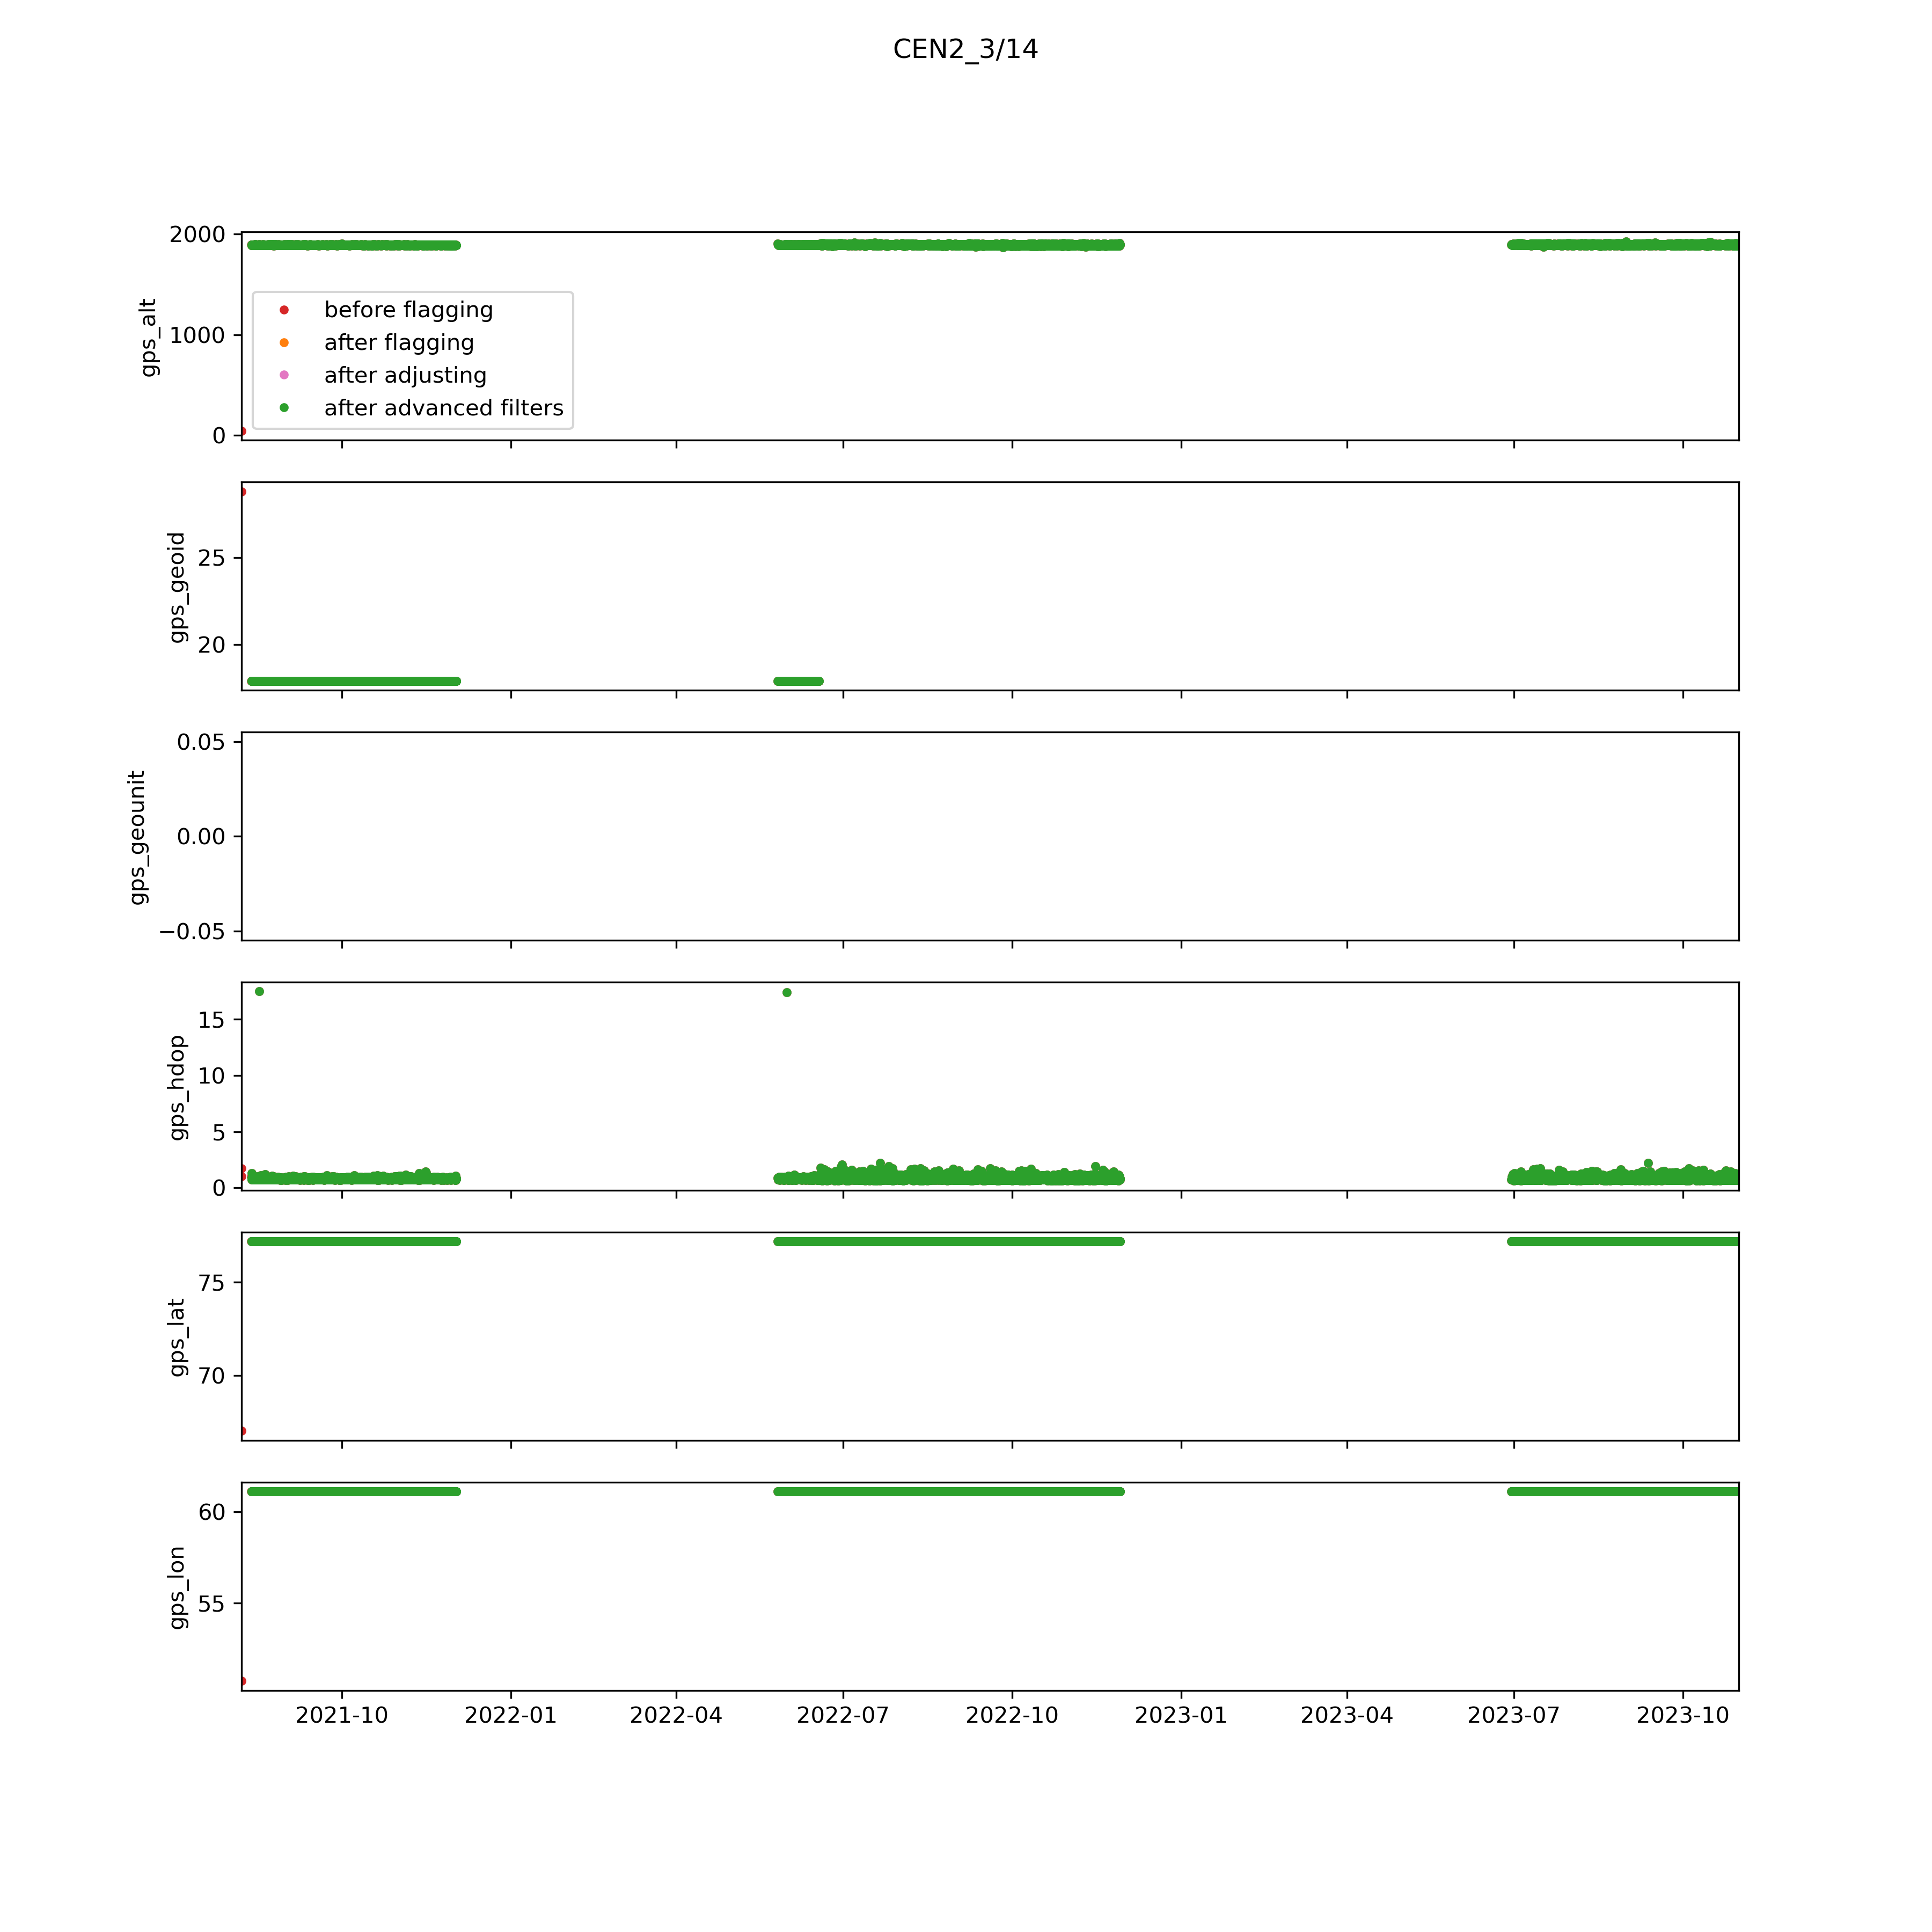 CEN2_3/14
2000
1000
0
gps_alt
before flagging
after flagging
after adjusting
after advanced filters
25
20
gps_geoid
0.05
0.00
−0.05
gps_geounit
15
10
5
0
gps_hdop
75
70
gps_lat
60
55
gps_lon
2021-10 2022-01 2022-04 2022-07 2022-10 2023-01 2023-04 2023-07 2023-10